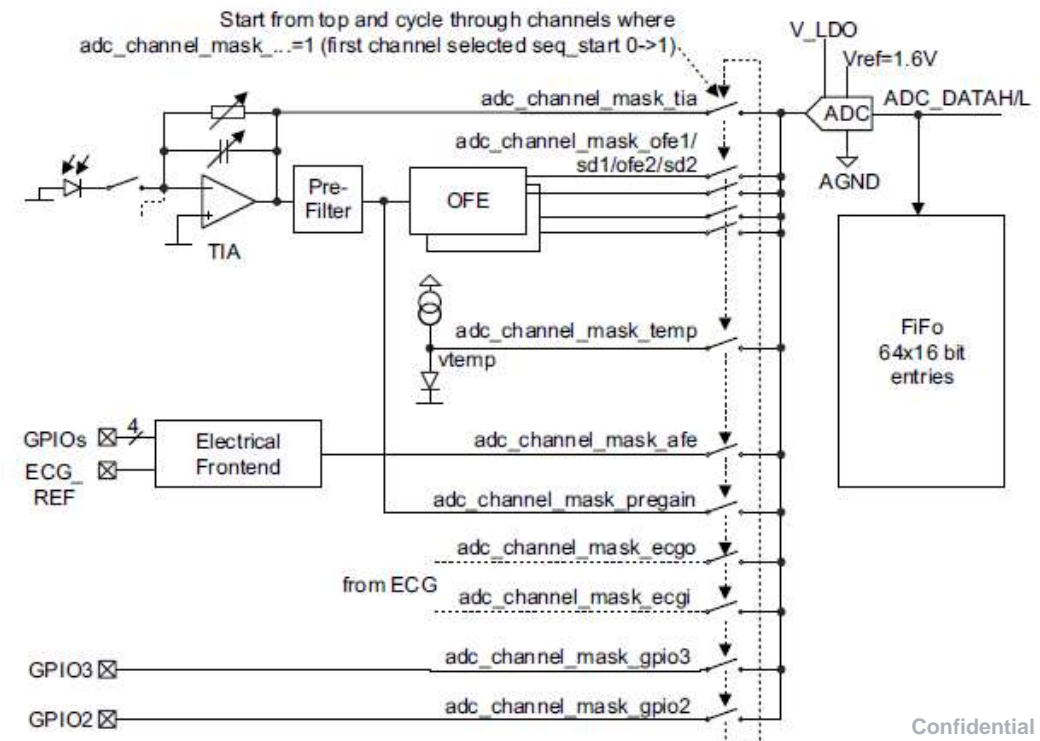 Start from top and cycle through channels where
adc_channel_mask_...=1 (first channel selected seq_start 0->1)
V_LDO
Vref=1.6V
adc_channel_mask_tia
ADC
ADC_DATAH/L
adc_channel_mask_ofe1/
sd1/ofe2/sd2
AGND
Pre-
Filter
OFE
TIA
adc_channel_mask_temp
vtemp
FiFo
64x16 bit
entries
GPIOs
4
ECG_
REF
Electrical
Frontend
adc_channel_mask_afe
adc_channel_mask_pregain
adc_channel_mask_ecgo
from ECG
adc_channel_mask_ecgi
GPIO3
adc_channel_mask_gpio3
GPIO2
adc_channel_mask_gpio2
Confidential